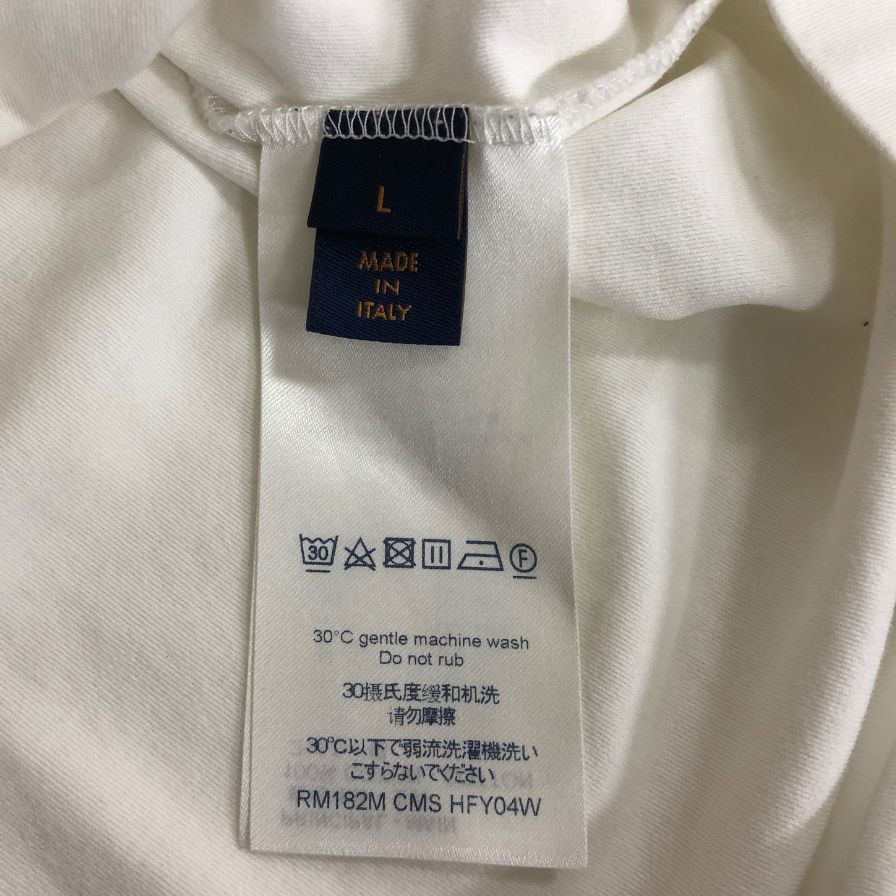 L
MADE
IN
ITALY
30
F
30°C gentle machine wash
Do not rub
30摄氏度缓和机洗
请勿摩擦
30℃以下で弱流洗濯機洗い
こすらないでください
RM182M CMS HFY04W